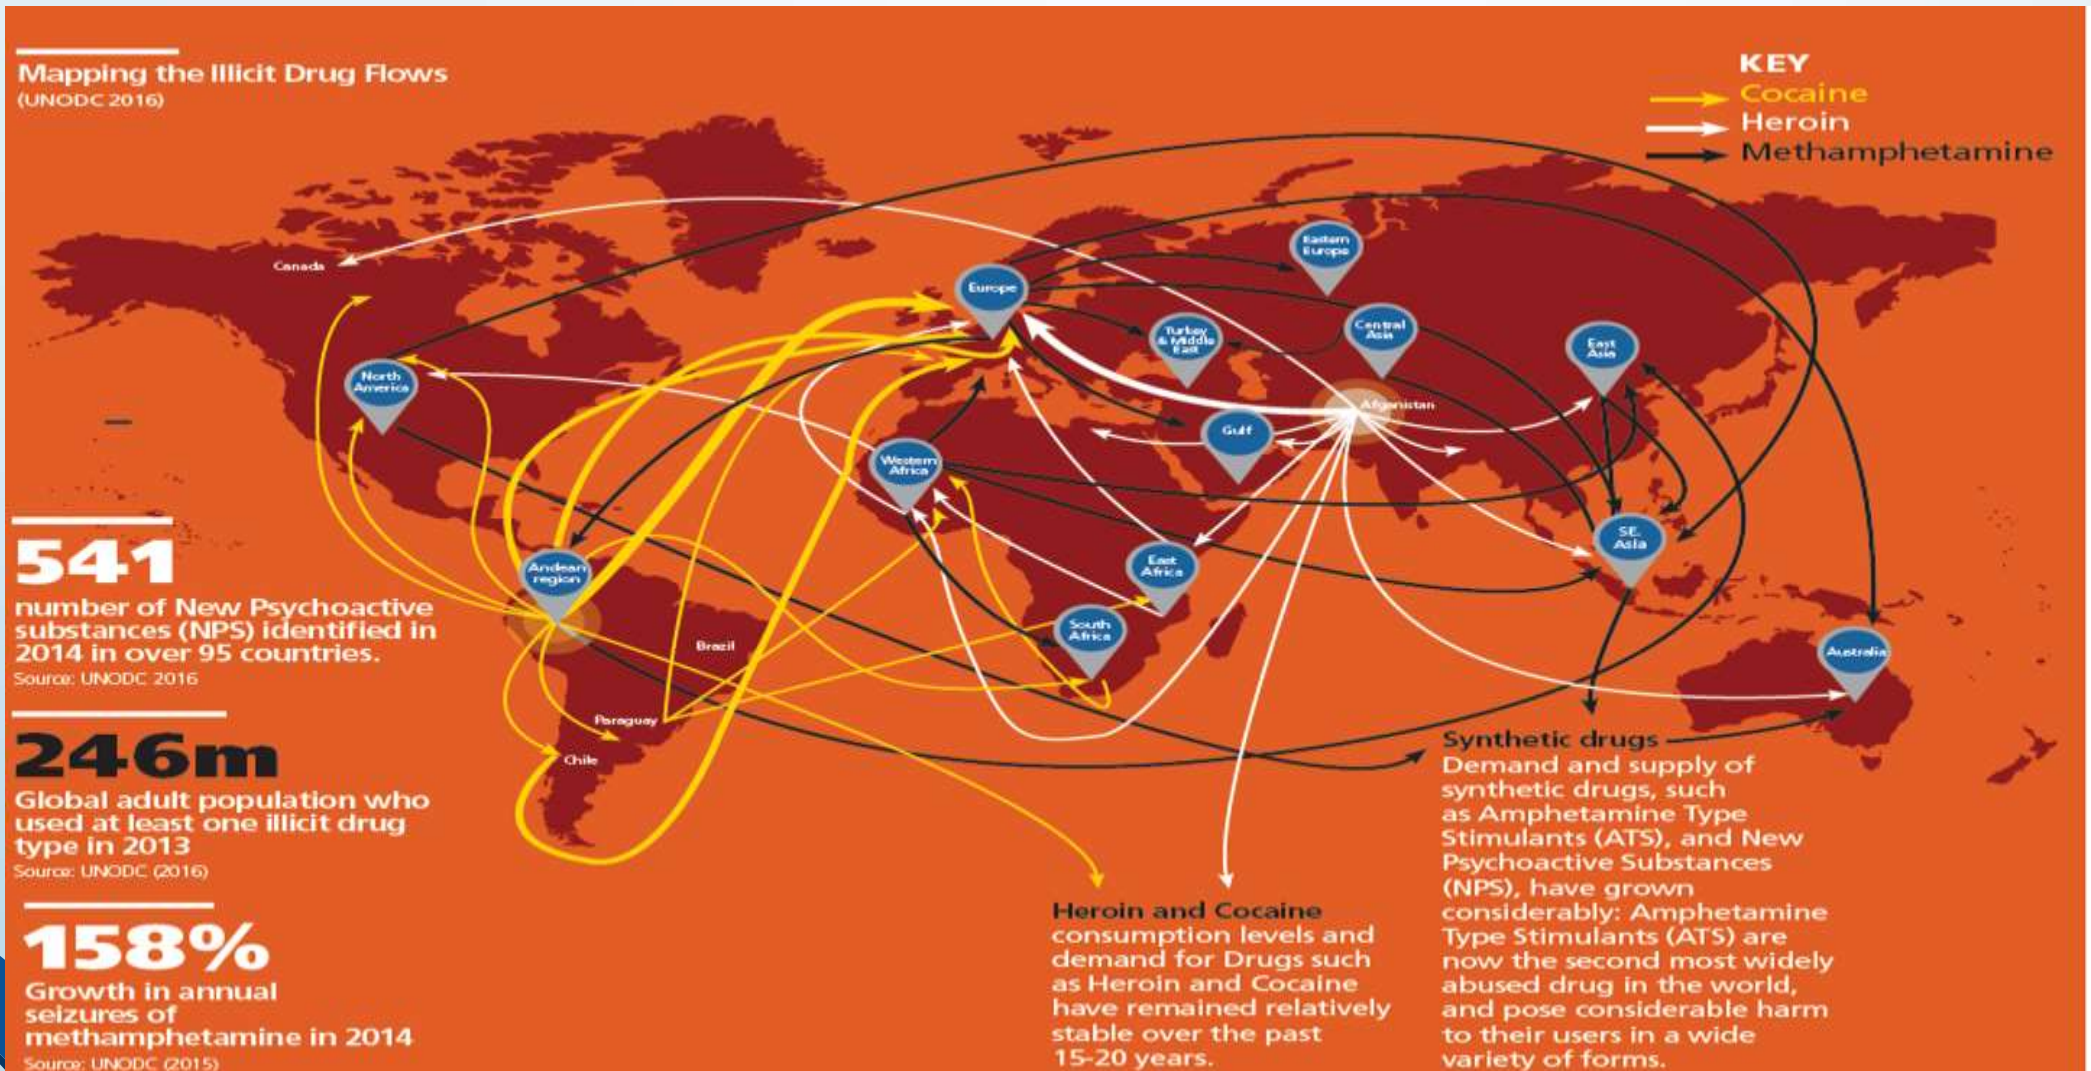 Mapping the Illicit Drug Flows
(UNODC 2016)
KEY
Cocaine
Heroin
Methamphetamine
Canada
North
America
Europe
Eastern
Europe
Turkey
& Middle
East
Central
Asia
East
Asia
Afganistan
Gulf
Western
Africa
SE.
Asia
East
Africa
South
Africa
Andean
region
Brazil
Paraguay
Chile
Australia
541
number of New Psychoactive
substances (NPS) identified in
2014 in over 95 countries.
Source: UNODC 2016
246m
Global adult population who
used at least one illicit drug
type in 2013
Source: UNODC (2016)
158%
Growth in annual
seizures of
methamphetamine in 2014
Source: UNODC (2015)
Heroin and Cocaine
consumption levels and
demand for Drugs such
as Heroin and Cocaine
have remained relatively
stable over the past
15-20 years.
Synthetic drugs
Demand and supply of
synthetic drugs, such
as Amphetamine Type
Stimulants (ATS), and New
Psychoactive Substances
(NPS), have grown
considerably: Amphetamine
Type Stimulants (ATS) are
now the second most widely
abused drug in the world,
and pose considerable harm
to their users in a wide
variety of forms.